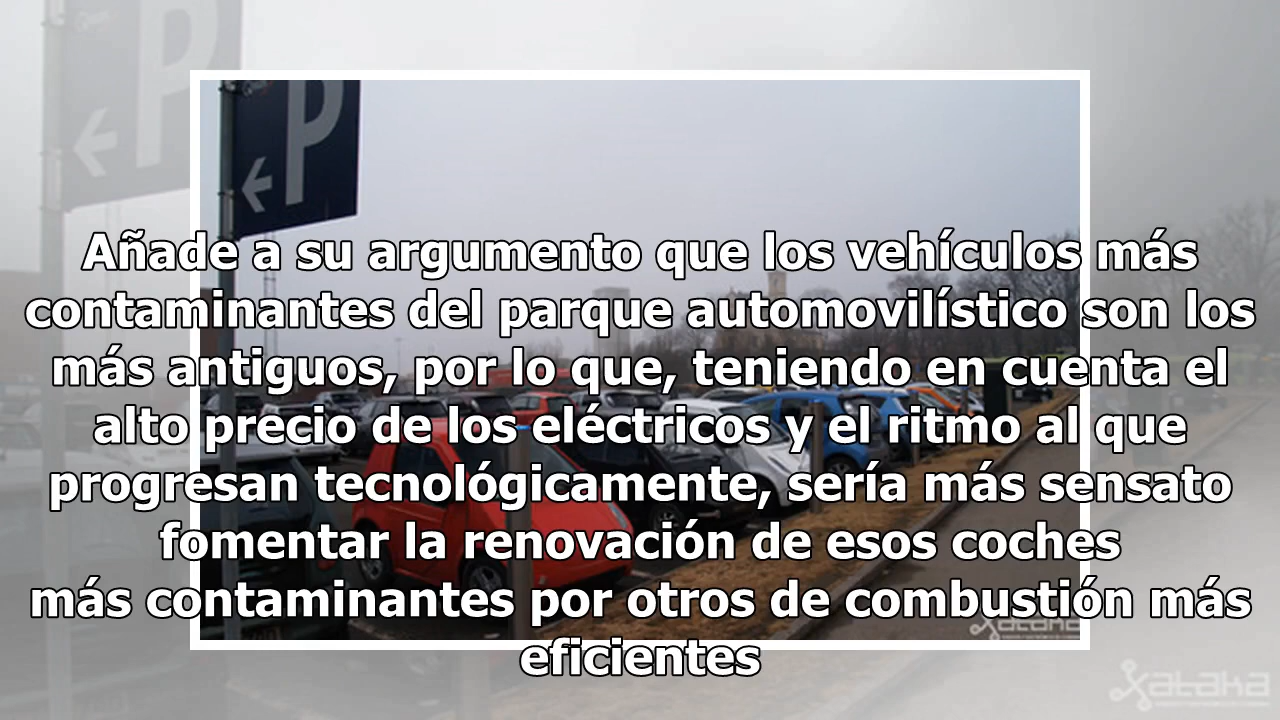 P
Añade a su argumento que los vehículos más
contaminantes del parque automovilístico son los
más antiguos, por lo que, teniendo en cuenta el
alto precio de los eléctricos y el ritmo al que
progresan tecnológicamente, sería más sensato
fomentar la renovación de esos coches
más contaminantes por otros de combustión más
eficientes
xataka